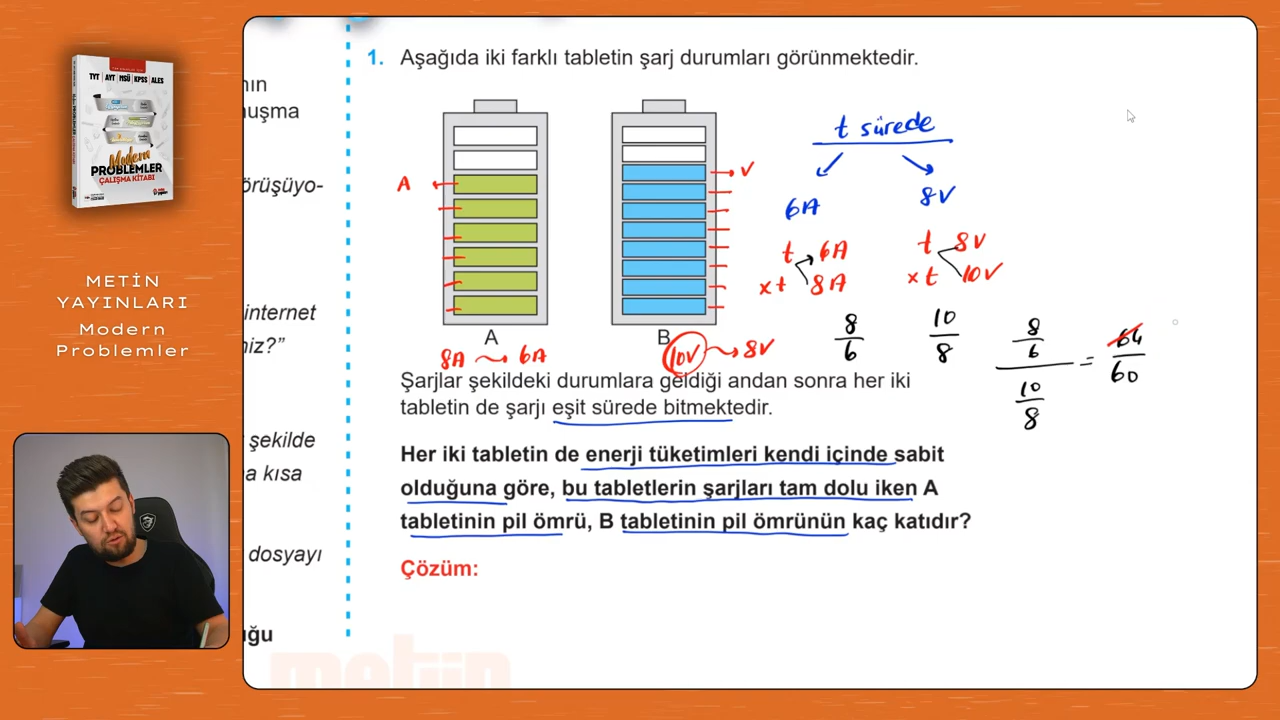 TYT AYT MSÜ KPSS ALES
Modern
PROBLEMLER
ÇALIŞMA KİTABI
METİN
YAYINLARI
Modern
Problemler
ının
nuşma
örüşüyo-
internet
niz?”
şekilde
a kısa
dosyayı
uğu
1. Aşağıda iki farklı tabletin şarj durumları görünmektedir.
A
V
A
B
8A 6A
10V 8V
t sürede
6A 8V
t 6A
xt 8A
t 8V
xt 10V
8
6
10
8
8
6
10
8
= 64
60
Şarjlar şekildeki durumlara geldiği andan sonra her iki
tabletin de şarjı eşit sürede bitmektedir.
Her iki tabletin de enerji tüketimleri kendi içinde sabit
olduğuna göre, bu tabletlerin şarjları tam dolu iken A
tabletinin pil ömrü, B tabletinin pil ömrünün kaç katıdır?
Çözüm:
metin